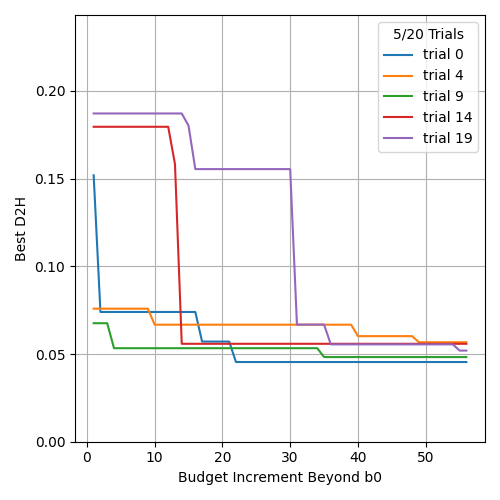 5/20 Trials
trial 0
trial 4
trial 9
trial 14
trial 19
Best D2H
0.20
0.15
0.10
0.05
0.00
0 10 20 30 40 50
Budget Increment Beyond b0